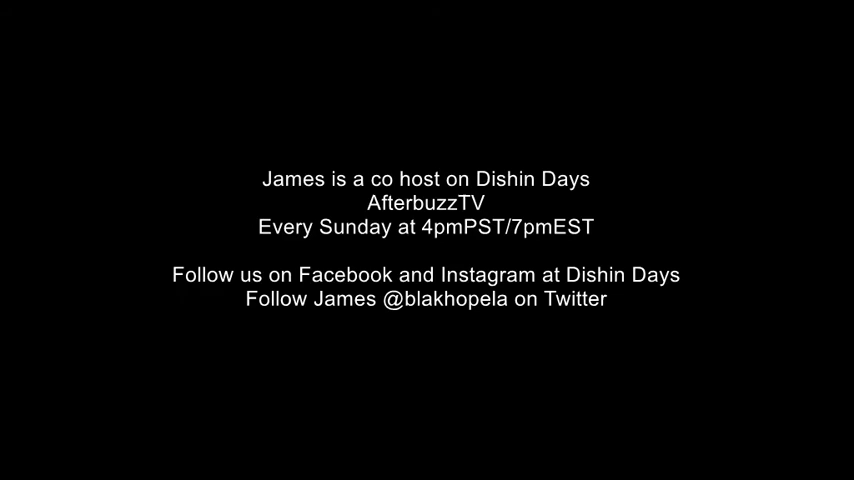 James is a co host on Dishin Days
AfterbuzzTV
Every Sunday at 4pmPST/7pmEST
Follow us on Facebook and Instagram at Dishin Days
Follow James @blakhopela on Twitter